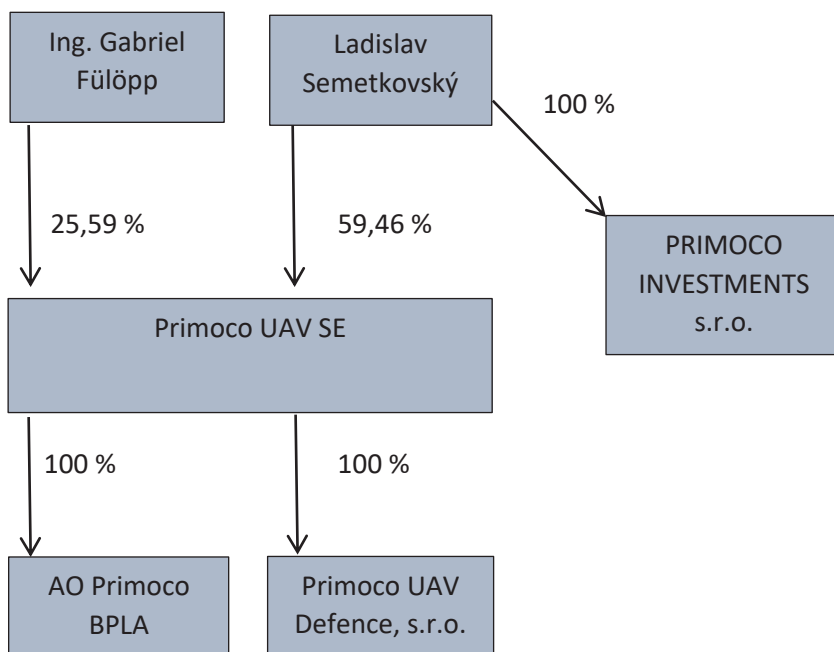 Ing. Gabriel
Fülöpp
Ladislav
Semetkovský
100 %
25,59 %
59,46 %
PRIMOCO
INVESTMENTS
s.r.o.
Primoco UAV SE
100 %
100 %
AO Primoco
BPLA
Primoco UAV
Defence, s.r.o.